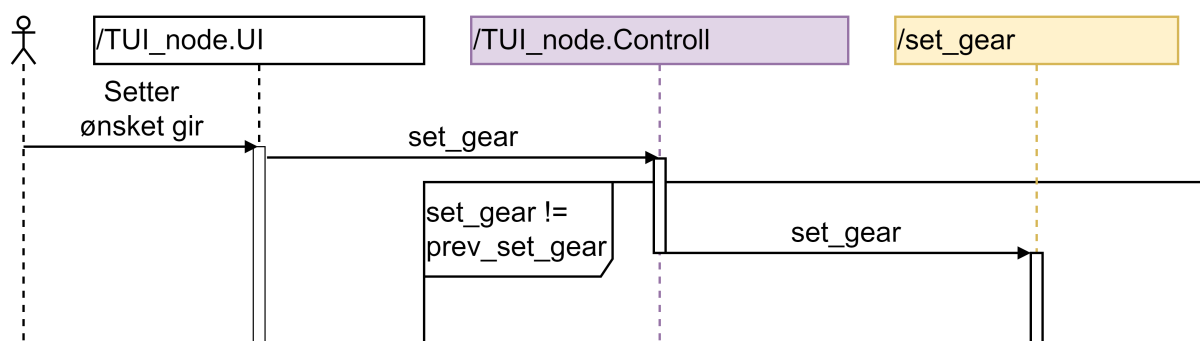 /TUI_node.UI
/TUI_node.Controll
/set_gear
Setter
ønsket gir
set_gear
set_gear !=
prev_set_gear
set_gear